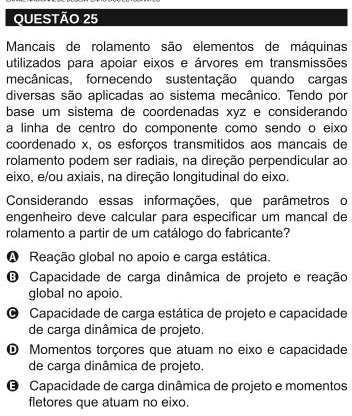 QUESTÃO 25
Mancais de rolamento são elementos de máquinas
utilizados para apoiar eixos e árvores em transmissões
mecânicas, fornecendo sustentação quando cargas
diversas são aplicadas ao sistema mecânico. Tendo por
base um sistema de coordenadas xyz e considerando
a linha de centro do componente como sendo o eixo
coordenado x, os esforços transmitidos aos mancais de
rolamento podem ser radiais, na direção perpendicular ao
eixo, e/ou axiais, na direção longitudinal do eixo.
Considerando essas informações, que parâmetros o
engenheiro deve calcular para especificar um mancal de
rolamento a partir de um catálogo do fabricante?
A Reação global no apoio e carga estática.
B Capacidade de carga dinâmica de projeto e reação
global no apoio.
C Capacidade de carga estática de projeto e capacidade
de carga dinâmica de projeto.
D Momentos torçores que atuam no eixo e capacidade
de carga dinâmica de projeto.
E Capacidade de carga dinâmica de projeto e momentos
fletores que atuam no eixo.